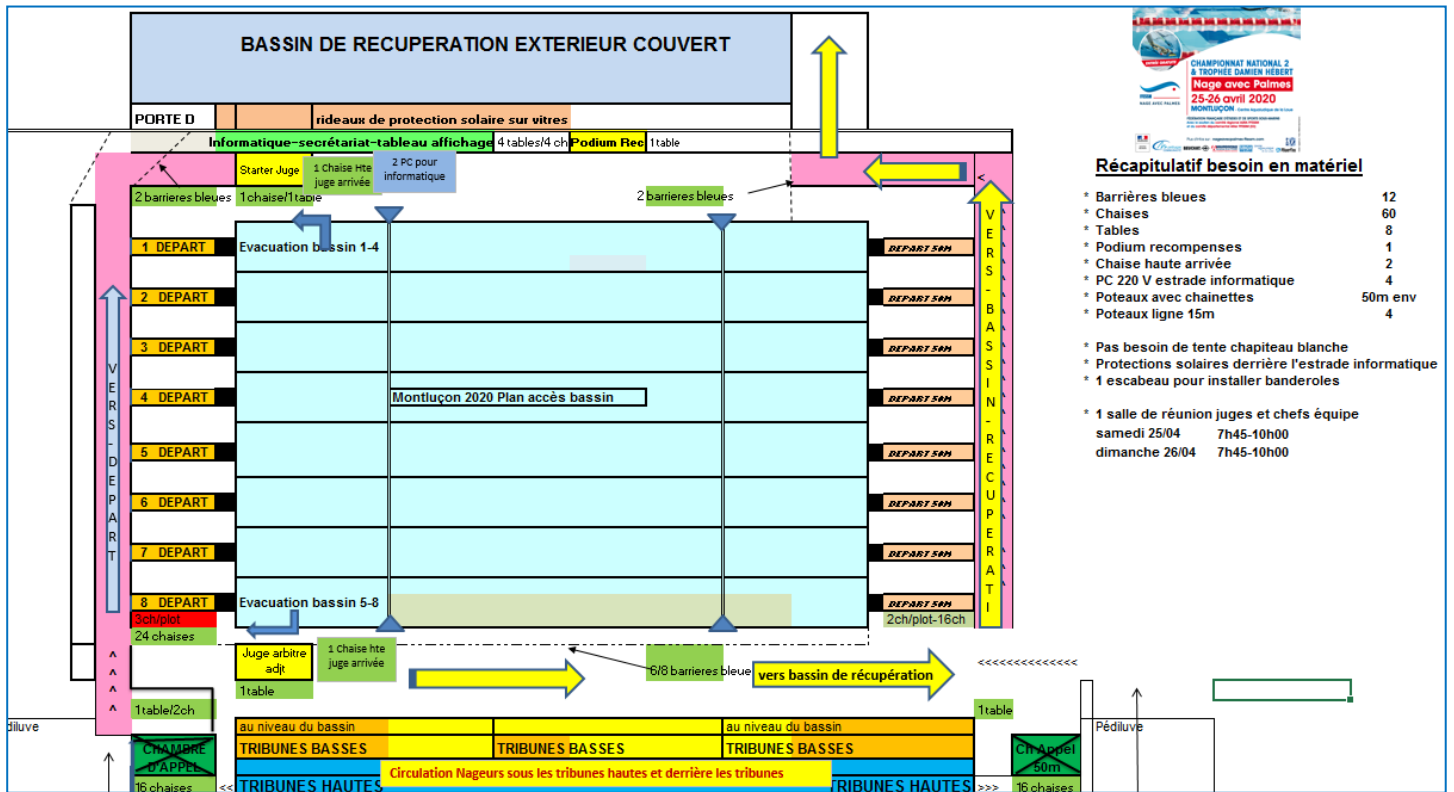 BASSIN DE RECUPERATION EXTERIEUR COUVERT
PORTE D
rideaux de protection solaire sur vitres
Informatique-secrétariat-tableau affichage
4 tables/4 ch
Podium Rec
1table
Starter Juge
1 Chaise Hte
juge arrivée
2 PC pour
informatique
2 barrieres bleues
1chaise/1table
2 barrieres bleues
<
1 DEPART
Evacuation bassin 1-4
DEPART 50M
2 DEPART
DEPART 50M
3 DEPART
DEPART 50M
4 DEPART
Montluçon 2020 Plan accès bassin
DEPART 50M
5 DEPART
DEPART 50M
6 DEPART
DEPART 50M
7 DEPART
DEPART 50M
8 DEPART
Evacuation bassin 5-8
DEPART 50M
VERS-DEPART
VERS-BASSIN-RECUPERATI
3ch/plot
2ch/plot-16ch
24 chaises
Juge arbitre
adjt
1 Chaise hte
juge arrivée
6/8 barrieres bleue
vers bassin de récupération
<<<<<<<<<<<<<<
1table
1table/2ch
1table
diluve
au niveau du bassin
au niveau du bassin
Pédiluve
CHAMBRE
D'APPEL
TRIBUNES BASSES
TRIBUNES BASSES
TRIBUNES BASSES
Ch Appel
50m
Circulation Nageurs sous les tribunes hautes et derrière les tribunes
16 chaises
<<
TRIBUNES HAUTES
TRIBUNES HAUTES
>>>
16 chaises
CHAMPIONNAT NATIONAL 2
& TROPHÉE DAMIEN HÉBERT
Nage avec Palmes
25-26 avril 2020
MONTLUÇON
NAGE AVEC PALMES
Récapitulatif besoin en matériel
* Barrières bleues 12
* Chaises 60
* Tables 8
* Podium recompenses 1
* Chaise haute arrivée 2
* PC 220 V estrade informatique 4
* Poteaux avec chainettes 50m env
* Poteaux ligne 15m 4
* Pas besoin de tente chapiteau blanche
* Protections solaires derrière l'estrade informatique
* 1 escabeau pour installer banderoles
* 1 salle de réunion juges et chefs équipe
samedi 25/04 7h45-10h00
dimanche 26/04 7h45-10h00